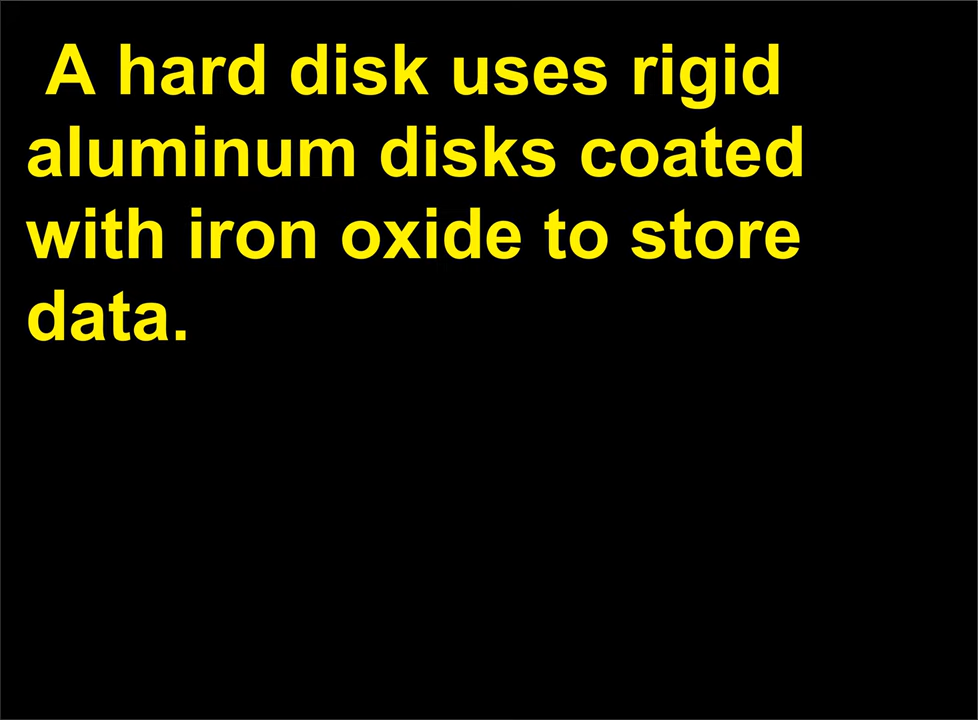 A hard disk uses rigid
aluminum disks coated
with iron oxide to store
data.